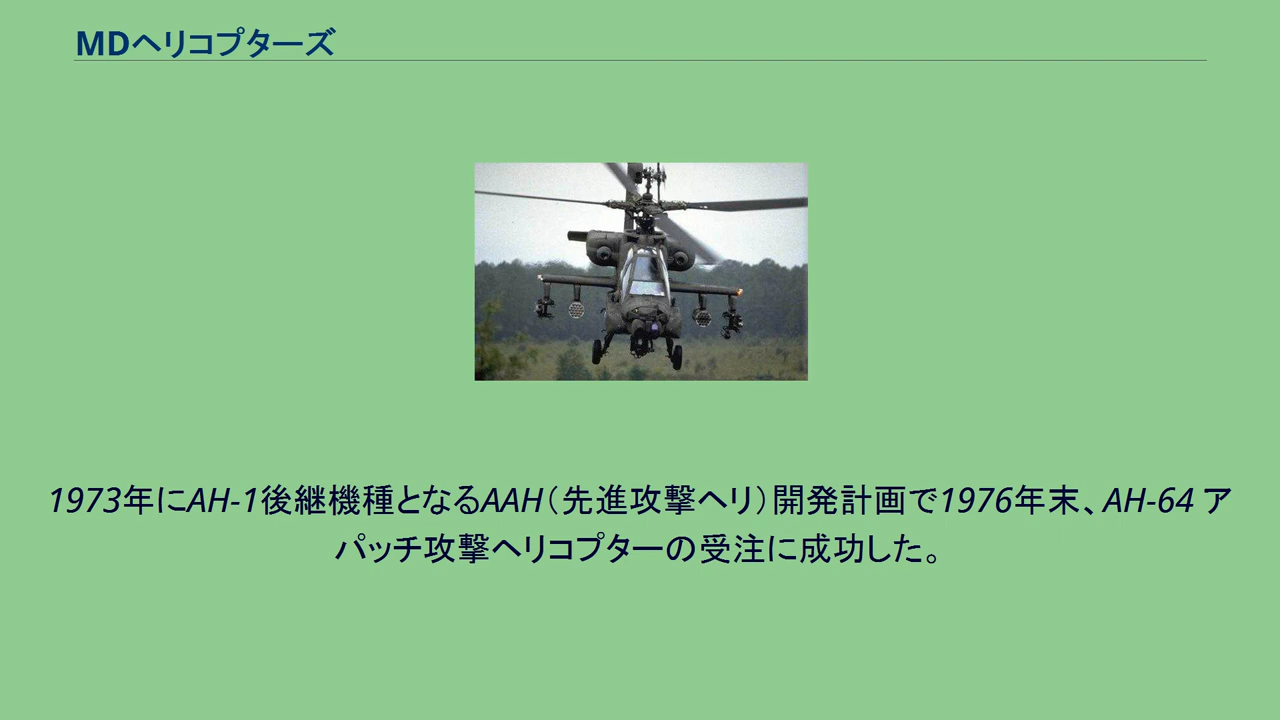 MDヘリコプターズ
1973年にAH-1後継機種となるAAH(先進攻撃ヘリ)開発計画で1976年末、AH-64 ア
パッチ攻撃ヘリコプターの受注に成功した。